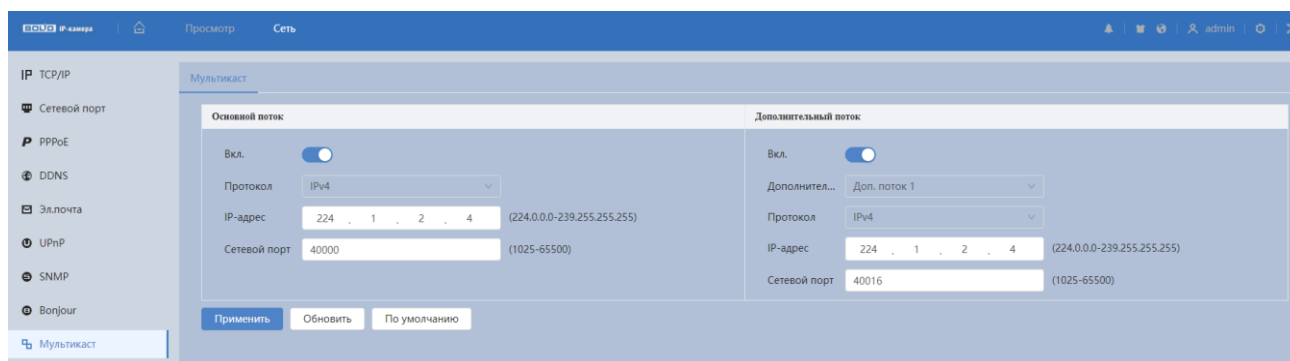 BOLID IP-камера Просмотр Сеть admin
IP TCP/IP
Сетевой порт
PPPoE
DDNS
Эл.почта
UPnP
SNMP
Bonjour
Мультикаст
Мультикаст
Основной поток
Вкл.
Протокол IPv4
IP-адрес 224 . 1 . 2 . 4 (224.0.0.0-239.255.255.255)
Сетевой порт 40000 (1025-65500)
Дополнительный поток
Вкл.
Дополнител... Доп. поток 1
Протокол IPv4
IP-адрес 224 . 1 . 2 . 4 (224.0.0.0-239.255.255.255)
Сетевой порт 40016 (1025-65500)
Применить Обновить По умолчанию